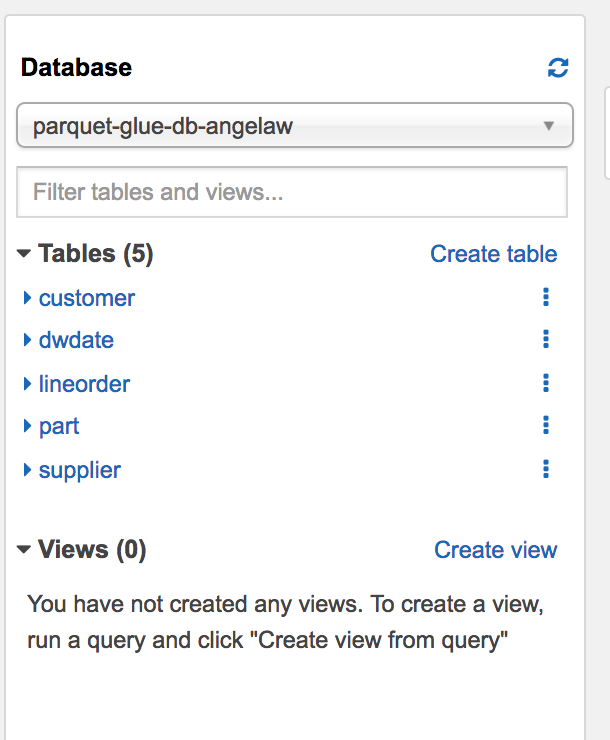 Database
parquet-glue-db-angelaw
Filter tables and views...
Tables (5) Create table
customer
dwdate
lineorder
part
supplier
Views (0) Create view
You have not created any views. To create a view,
run a query and click "Create view from query"